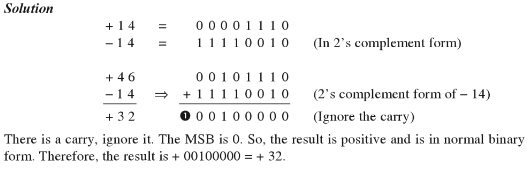 Solution
+ 1 4 = 0 0 0 0 1 1 1 0
− 1 4 = 1 1 1 1 0 0 1 0 (In 2's complement form)
+ 4 6 0 0 1 0 1 1 1 0
− 1 4 ⇒ + 1 1 1 1 0 0 1 0 (2's complement form of − 14)
+ 3 2 ❶ 0 0 1 0 0 0 0 0 (Ignore the carry)
There is a carry, ignore it. The MSB is 0. So, the result is positive and is in normal binary
form. Therefore, the result is + 00100000 = + 32.